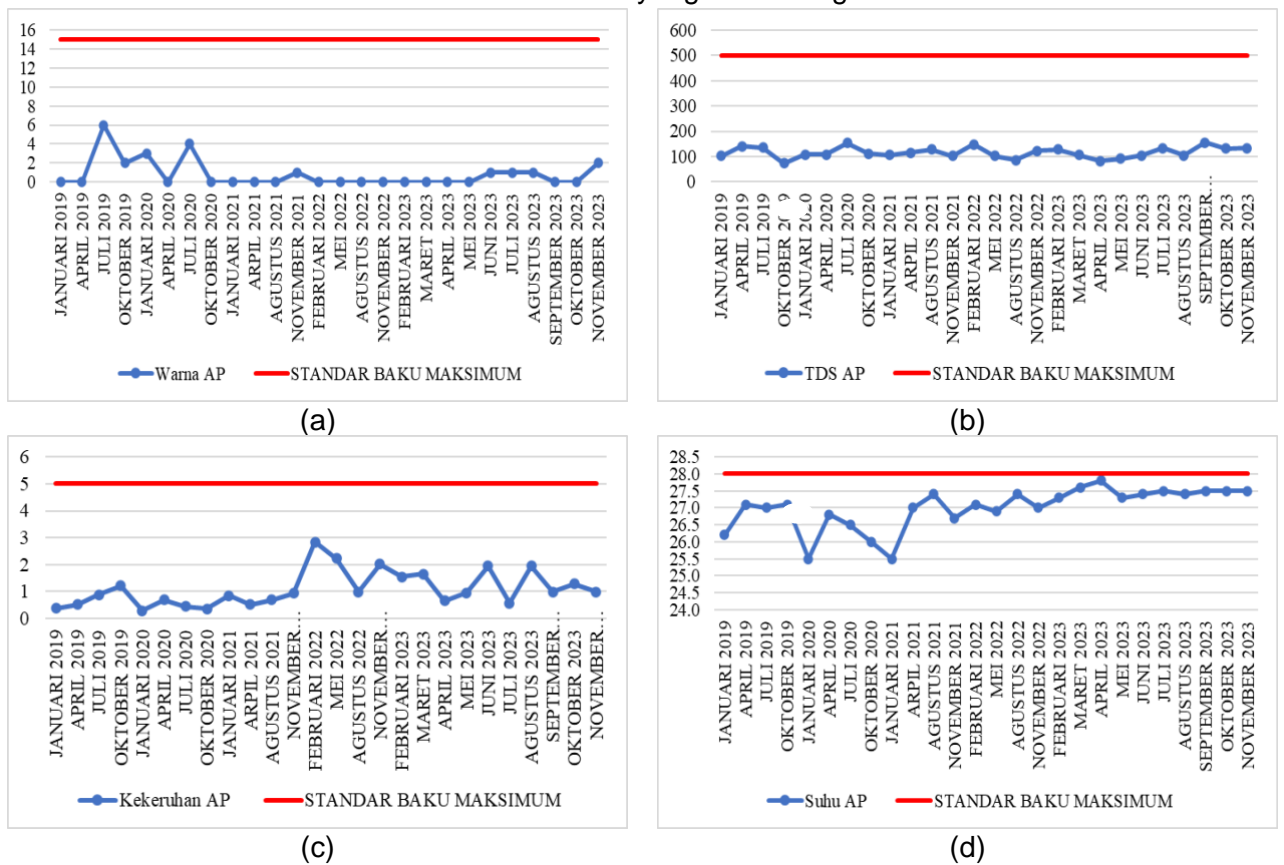 16
14
12
10
8
6
4
2
0
JANUARI 2019
APRIL 2019
JULI 2019
OKTOBER 2019
JANUARI 2020
APRIL 2020
JULI 2020
OKTOBER 2020
JANUARI 2021
ARPIL 2021
AGUSTUS 2021
NOVEMBER 2021
FEBRUARI 2022
MEI 2022
AGUSTUS 2022
NOVEMBER 2022
FEBRUARI 2023
MARET 2023
APRIL 2023
MEI 2023
JUNI 2023
JULI 2023
AGUSTUS 2023
SEPTEMBER 2023
OKTOBER 2023
NOVEMBER 2023
Warna AP
STANDAR BAKU MAKSIMUM
(a)
600
500
400
300
200
100
0
JANUARI 2019
APRIL 2019
JULI 2019
OKTOBER
JANUARI
APRIL 2020
JULI 2020
OKTOBER 2020
JANUARI 2021
ARPIL 2021
AGUSTUS 2021
NOVEMBER 2021
FEBRUARI 2022
MEI 2022
AGUSTUS 2022
NOVEMBER 2022
FEBRUARI 2023
MARET 2023
APRIL 2023
MEI 2023
JUNI 2023
JULI 2023
AGUSTUS 2023
SEPTEMBER...
OKTOBER 2023
NOVEMBER 2023
TDS AP
STANDAR BAKU MAKSIMUM
(b)
6
5
4
3
2
1
0
JANUARI 2019
APRIL 2019
JULI 2019
OKTOBER 2019
JANUARI 2020
APRIL 2020
JULI 2020
OKTOBER 2020
JANUARI 2021
ARPIL 2021
AGUSTUS 2021
NOVEMBER...
FEBRUARI 2022
MEI 2022
AGUSTUS 2022
NOVEMBER...
FEBRUARI 2023
MARET 2023
APRIL 2023
MEI 2023
JUNI 2023
JULI 2023
AGUSTUS 2023
SEPTEMBER...
OKTOBER 2023
NOVEMBER...
Kekeruhan AP
STANDAR BAKU MAKSIMUM
(c)
28.5
28.0
27.5
27.0
26.5
26.0
25.5
25.0
24.5
24.0
JANUARI 2019
APRIL 2019
JULI 2019
OKTOBER 2019
JANUARI 2020
APRIL 2020
JULI 2020
OKTOBER 2020
JANUARI 2021
ARPIL 2021
AGUSTUS 2021
NOVEMBER 2021
FEBRUARI 2022
MEI 2022
AGUSTUS 2022
NOVEMBER 2022
FEBRUARI 2023
MARET 2023
APRIL 2023
MEI 2023
JUNI 2023
JULI 2023
AGUSTUS 2023
SEPTEMBER 2023
OKTOBER 2023
NOVEMBER 2023
Suhu AP
STANDAR BAKU MAKSIMUM
(d)